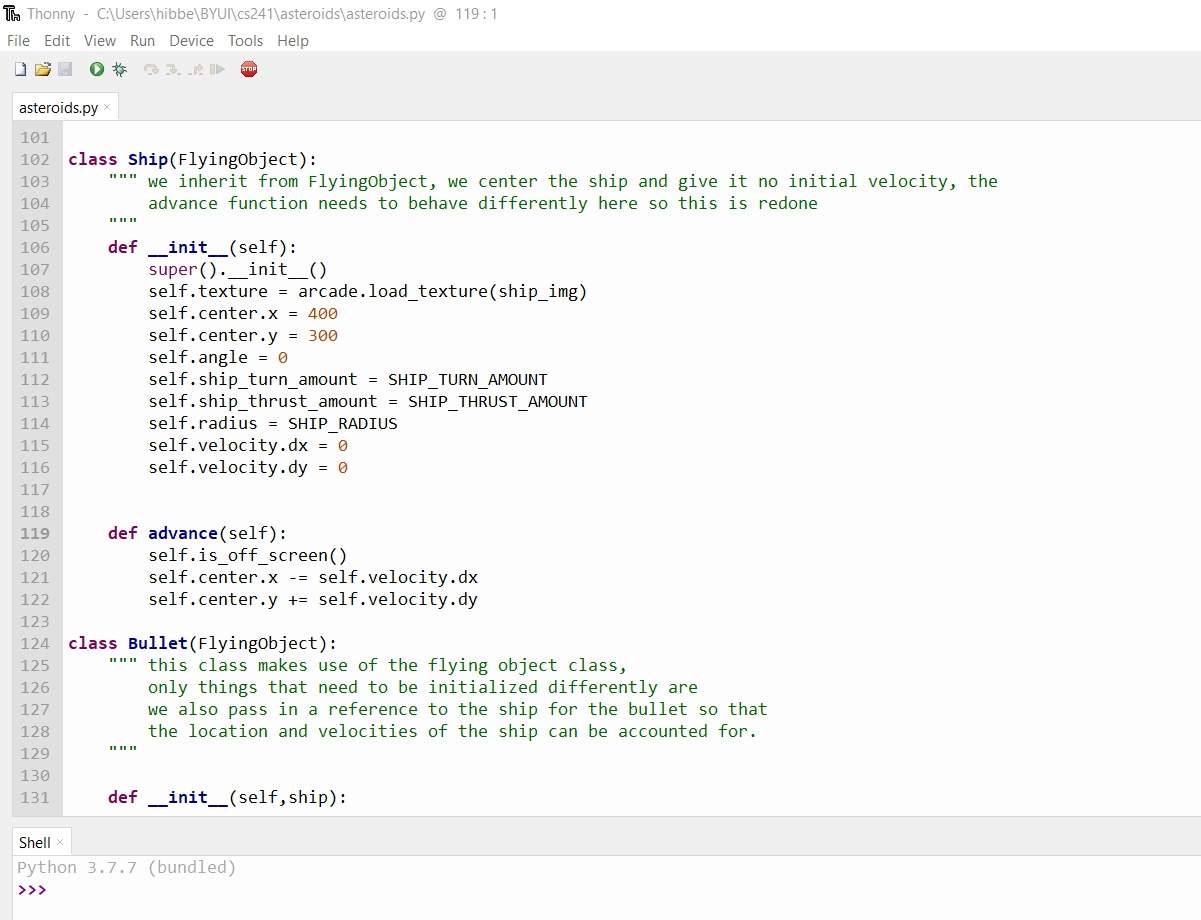 Thonny - C:\Users\hibbe\BYUI\cs241\asteroids\asteroids.py @ 119 : 1
File Edit View Run Device Tools Help
STOP
asteroids.py ×
101
102 class Ship(FlyingObject):
103     """ we inherit from FlyingObject, we center the ship and give it no initial velocity, the
104         advance function needs to behave differently here so this is redone
105     """
106     def __init__(self):
107         super().__init__()
108         self.texture = arcade.load_texture(ship_img)
109         self.center.x = 400
110         self.center.y = 300
111         self.angle = 0
112         self.ship_turn_amount = SHIP_TURN_AMOUNT
113         self.ship_thrust_amount = SHIP_THRUST_AMOUNT
114         self.radius = SHIP_RADIUS
115         self.velocity.dx = 0
116         self.velocity.dy = 0
117
118
119     def advance(self):
120         self.is_off_screen()
121         self.center.x -= self.velocity.dx
122         self.center.y += self.velocity.dy
123
124 class Bullet(FlyingObject):
125     """ this class makes use of the flying object class,
126         only things that need to be initialized differently are
127         we also pass in a reference to the ship for the bullet so that
128         the location and velocities of the ship can be accounted for.
129     """
130
131     def __init__(self,ship):
Shell ×
Python 3.7.7 (bundled)
>>>